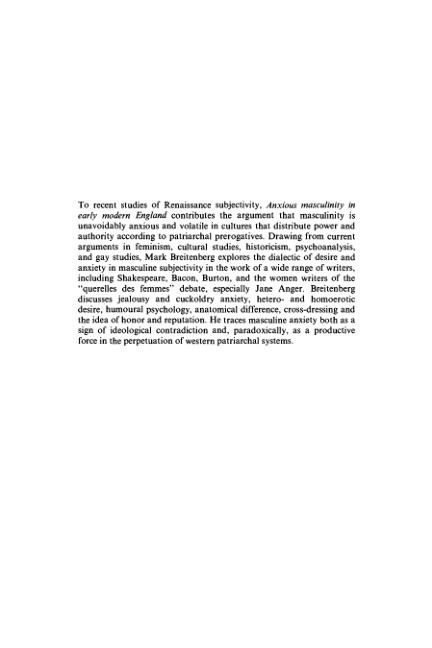 To recent studies of Renaissance subjectivity, Anxious masculinity in
early modern England contributes the argument that masculinity is
unavoidably anxious and volatile in cultures that distribute power and
authority according to patriarchal prerogatives. Drawing from current
arguments in feminism, cultural studies, historicism, psychoanalysis,
and gay studies, Mark Breitenberg explores the dialectic of desire and
anxiety in masculine subjectivity in the work of a wide range of writers,
including Shakespeare, Bacon, Burton, and the women writers of the
"querelles des femmes" debate, especially Jane Anger. Breitenberg
discusses jealousy and cuckoldry anxiety, hetero- and homoerotic
desire, humoural psychology, anatomical difference, cross-dressing and
the idea of honor and reputation. He traces masculine anxiety both as a
sign of ideological contradiction and, paradoxically, as a productive
force in the perpetuation of western patriarchal systems.